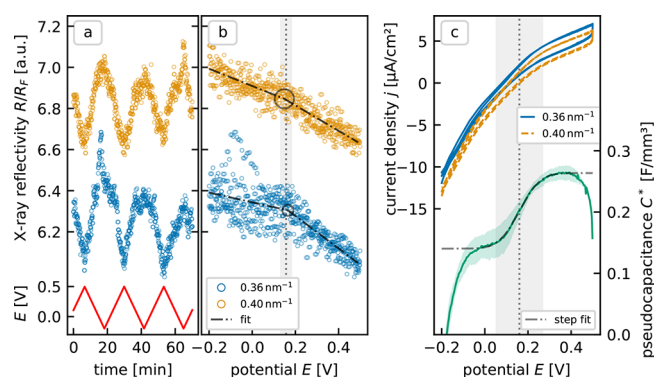 a
b
c
X-ray reflectivity R/R_F [a.u.]
7.2
7.0
6.8
6.6
6.4
6.2
E [V]
0.5
0.0
0
20
40
60
time [min]
0.36 nm⁻¹
0.40 nm⁻¹
fit
−0.2
0.0
0.2
0.4
potential E [V]
current density j [µA/cm²]
5
0
−5
−10
−15
0.36 nm⁻¹
0.40 nm⁻¹
step fit
−0.2
0.0
0.2
0.4
potential E [V]
0.3
0.2
0.1
0.0
pseudocapacitance C* [F/mm³]